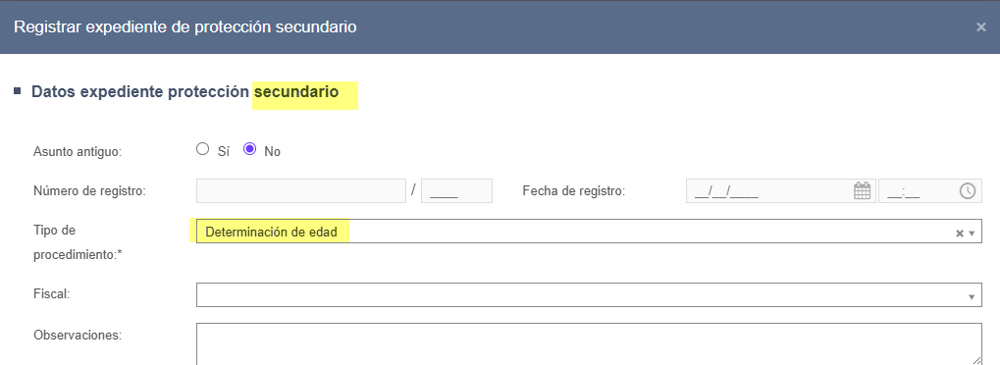 Registrar expediente de protección secundario ×
Datos expediente protección secundario
Asunto antiguo: Sí No
Número de registro: / ____ Fecha de registro: __/__/____ __:__
Tipo de
procedimiento:* Determinación de edad ×
Fiscal:
Observaciones: